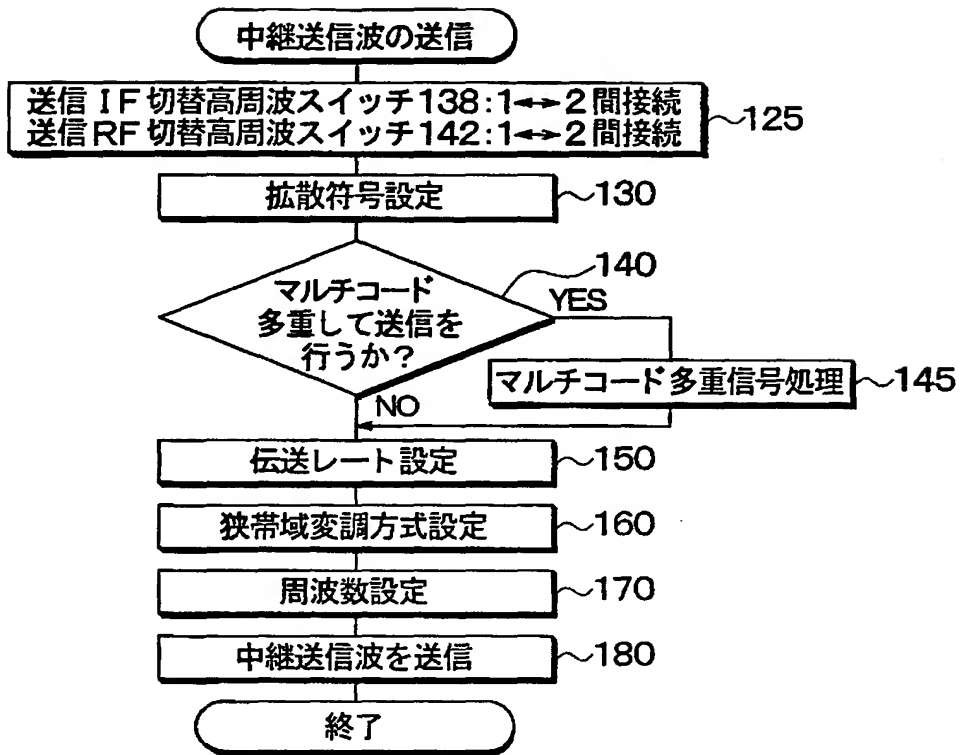 中継送信波の送信
送信IF切替高周波スイッチ138:1↔2間接続
送信RF切替高周波スイッチ142:1↔2間接続
125
拡散符号設定
130
140
マルチコード
多重して送信を
行うか?
YES
マルチコード多重信号処理
145
NO
伝送レート設定
150
狭帯域変調方式設定
160
周波数設定
170
中継送信波を送信
180
終了